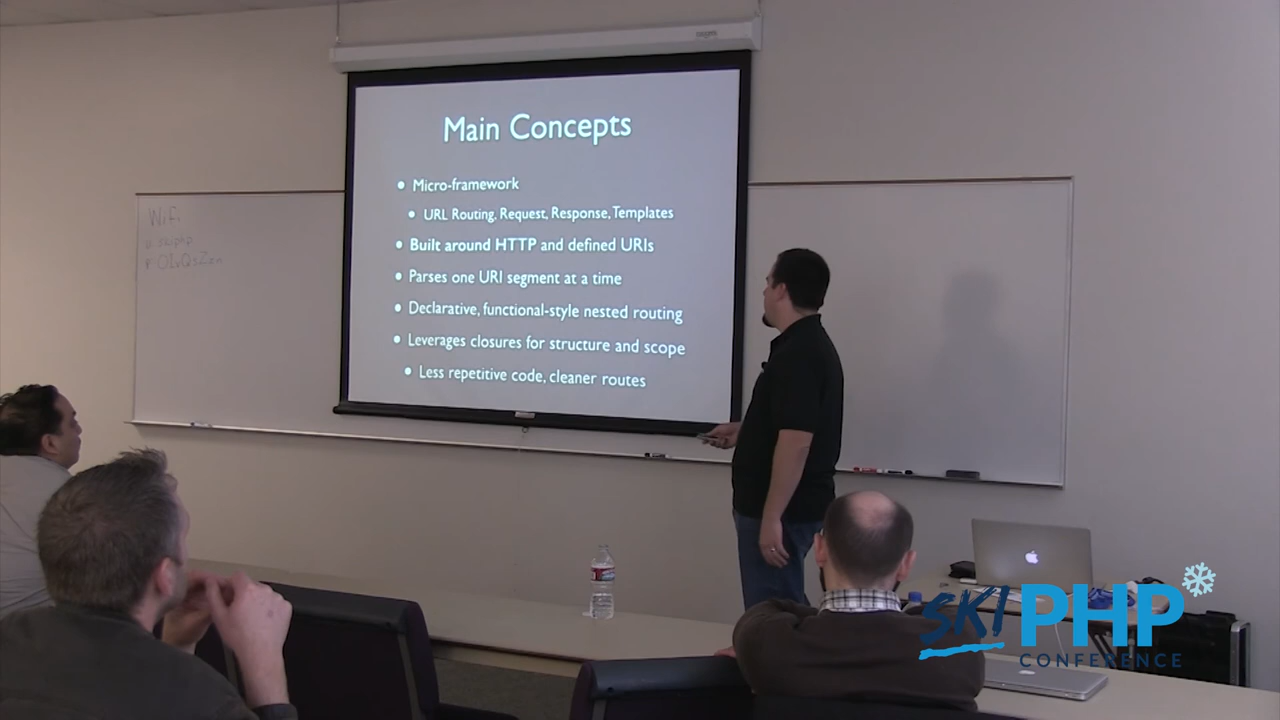 Main Concepts
• Micro-framework
• URL Routing, Request, Response, Templates
• Built around HTTP and defined URIs
• Parses one URI segment at a time
• Declarative, functional-style nested routing
• Leverages closures for structure and scope
• Less repetitive code, cleaner routes
Wifi
skiphp
SKI PHP
CONFERENCE